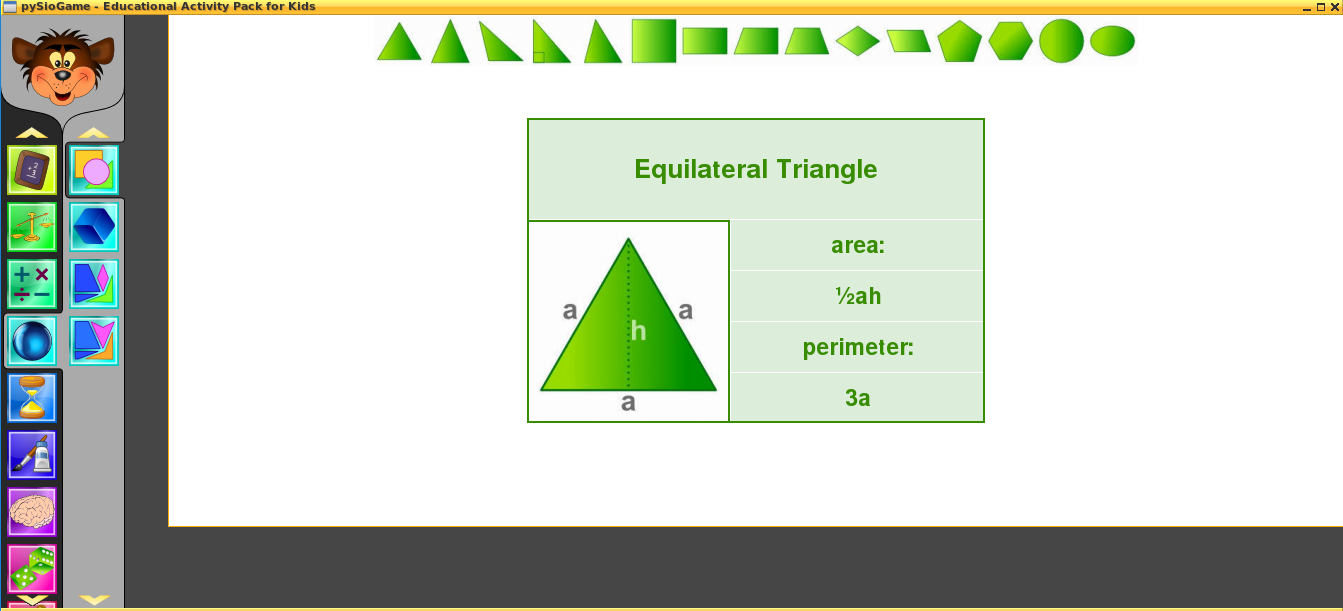 pySioGame - Educational Activity Pack for Kids
Equilateral Triangle
area:
½ah
perimeter:
3a
a
a
h
a